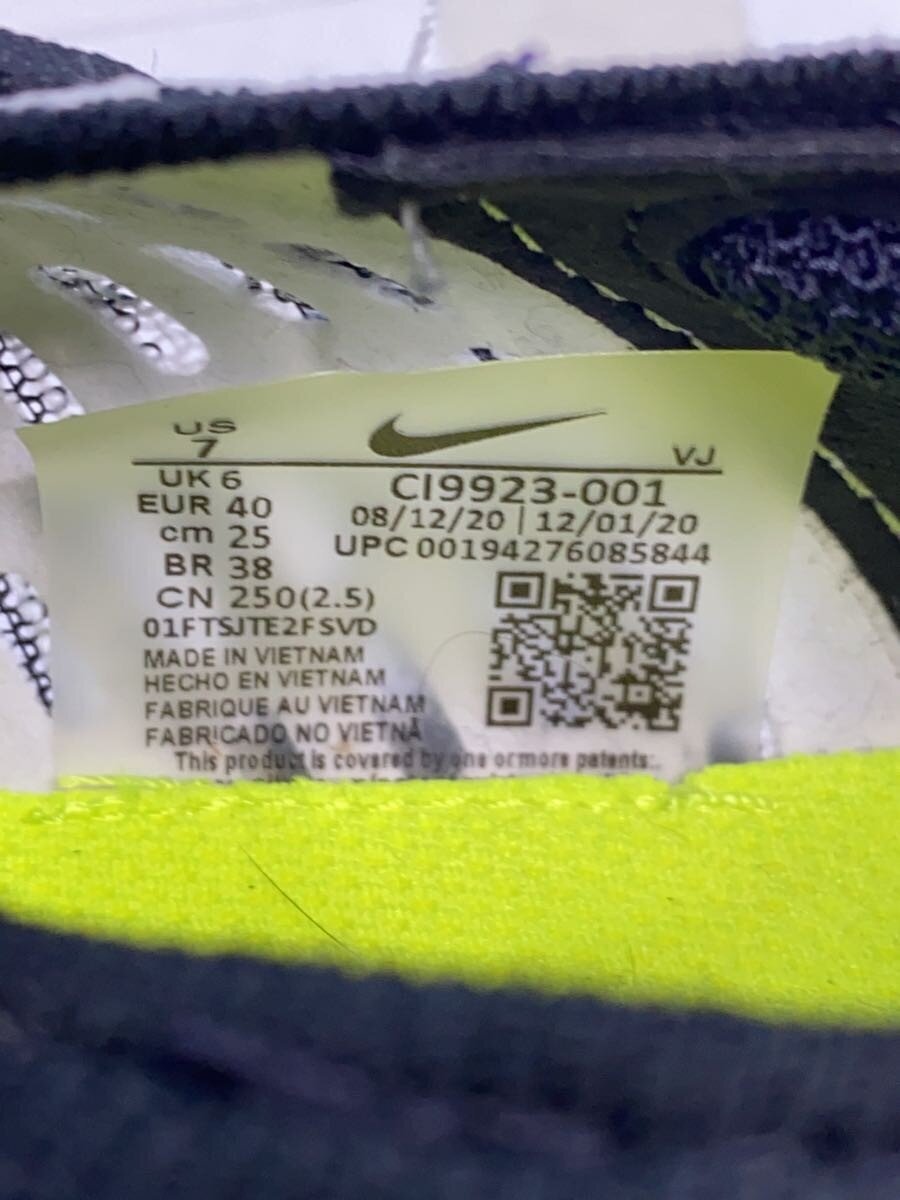 US
7
VJ
UK 6
EUR 40
cm 25
BR 38
CN 250(2.5)
CI9923-001
08/12/20 | 12/01/20
UPC 00194276085844
01FTSJTE2FSVD
MADE IN VIETNAM
HECHO EN VIETNAM
FABRIQUE AU VIETNAM
FABRICADO NO VIETNÃ
This product is covered by one or more patents:.